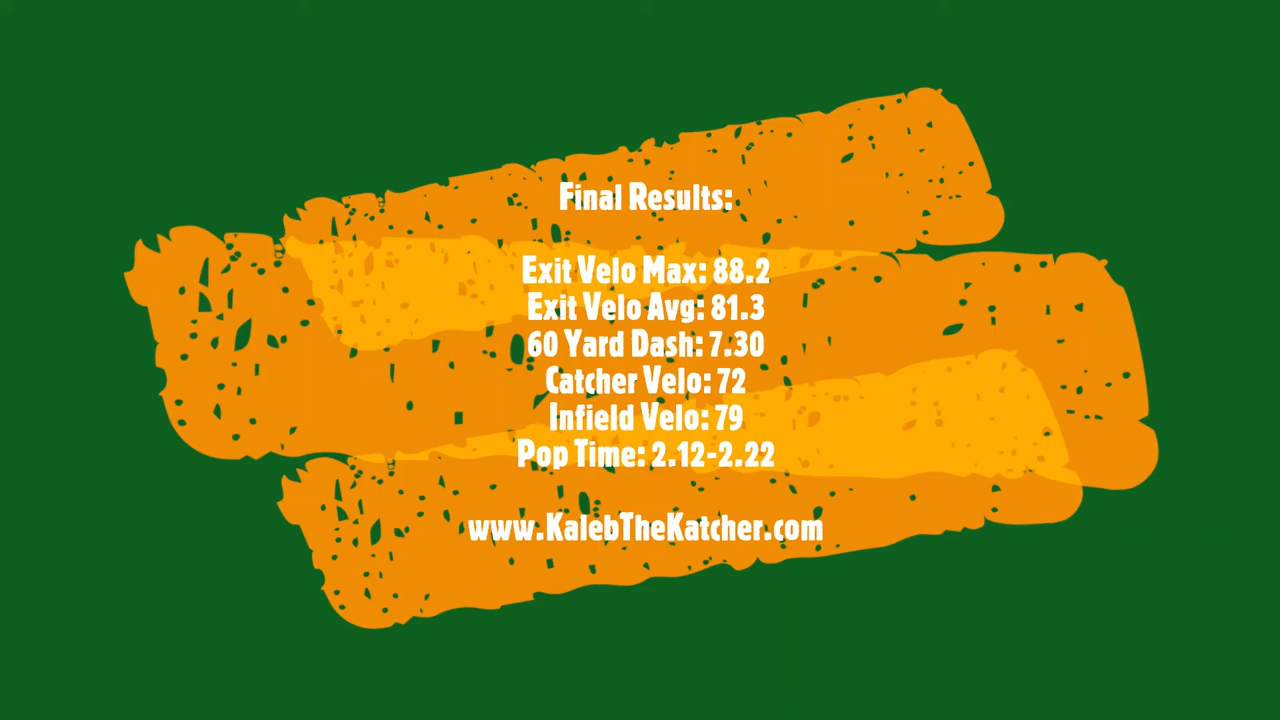 Final Results:
Exit Velo Max: 88.2
Exit Velo Avg: 81.3
60 Yard Dash: 7.30
Catcher Velo: 72
Infield Velo: 79
Pop Time: 2.12-2.22
www.KalebTheKatcher.com